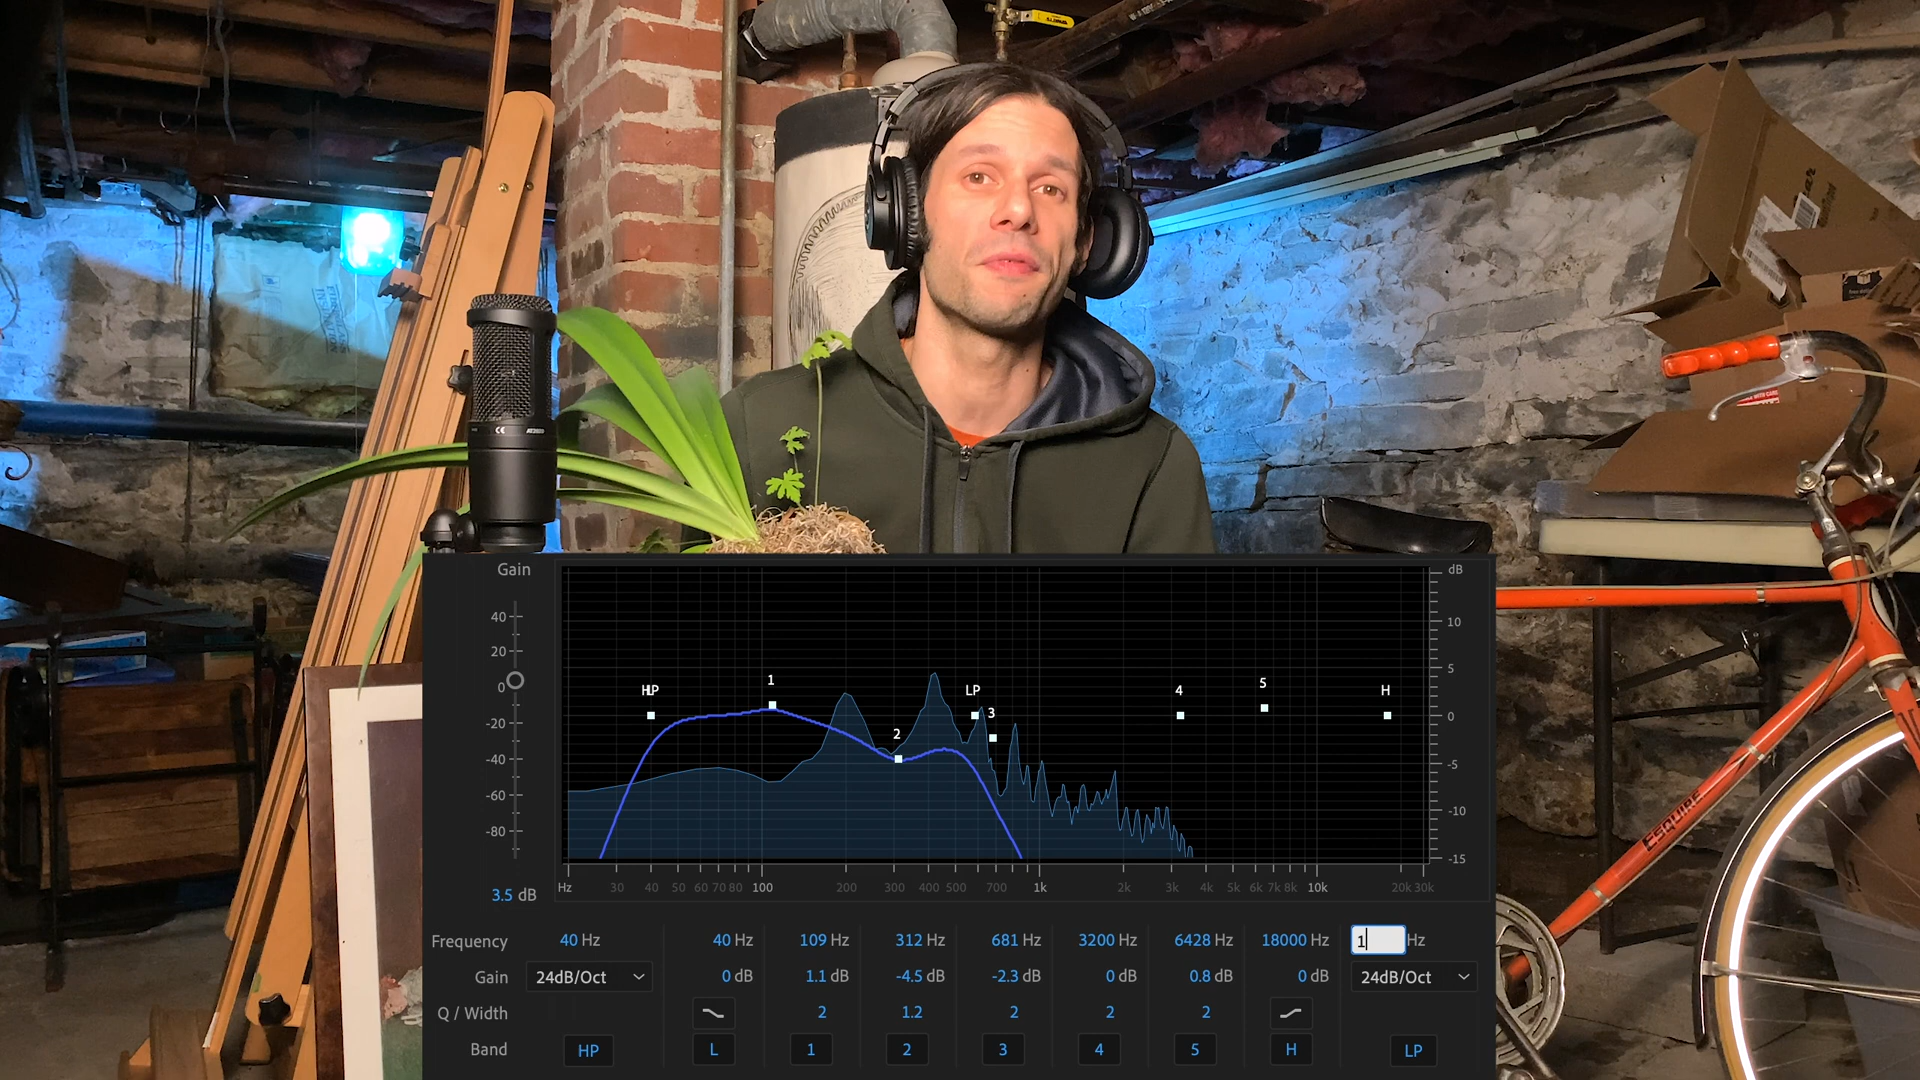 ESQUIRE
Gain
40
20
0
-20
-40
-60
-80
3.5 dB
dB
10
5
0
-5
-10
-15
HP
1
2
LP
3
4
5
H
Hz 30 40 50 60 70 80 100 200 300 400 500 700 1k 2k 3k 4k 5k 6k 7k 8k 10k 20k 30k
Frequency 40 Hz 40 Hz 109 Hz 312 Hz 681 Hz 3200 Hz 6428 Hz 18000 Hz 1 Hz
Gain 24dB/Oct 0 dB 1.1 dB -4.5 dB -2.3 dB 0 dB 0.8 dB 0 dB 24dB/Oct
Q / Width 2 1.2 2 2 2
Band HP L 1 2 3 4 5 H LP